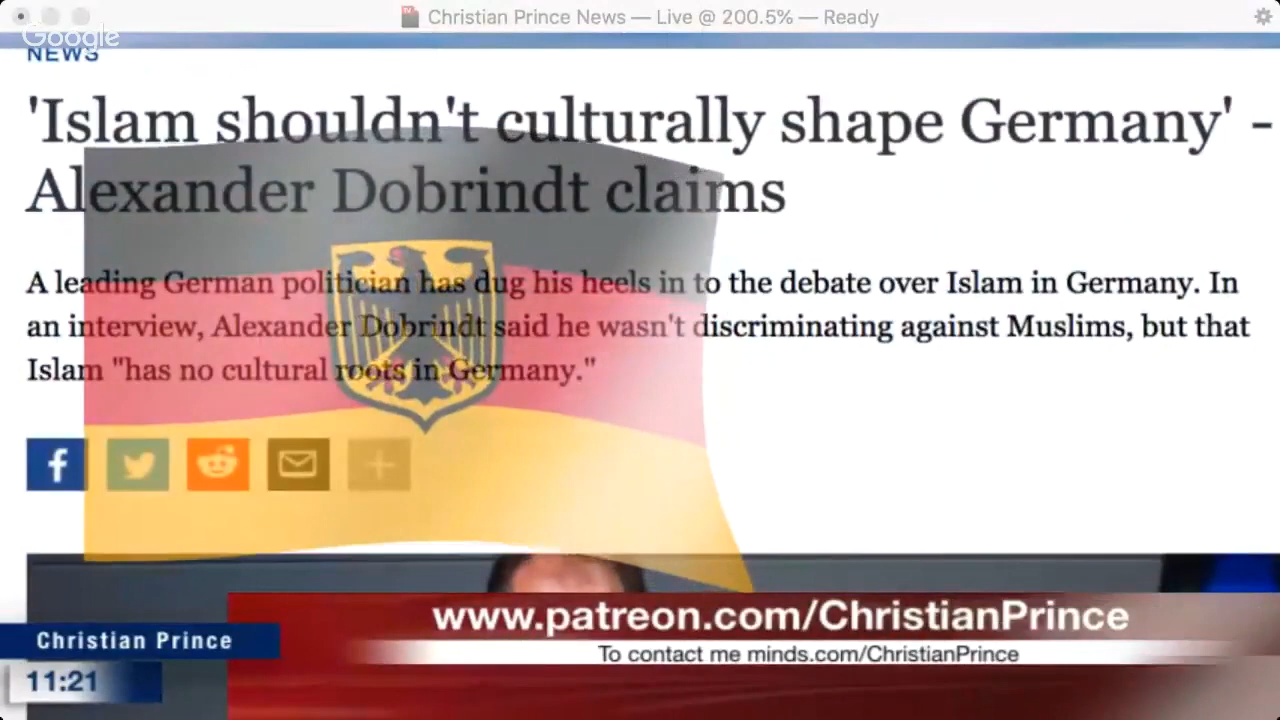 Christian Prince News — Live @ 200.5% — Ready
Google
NEWS
'Islam shouldn't culturally shape Germany' -
Alexander Dobrindt claims
A leading German politician has dug his heels in to the debate over Islam in Germany. In
an interview, Alexander Dobrindt said he wasn't discriminating against Muslims, but that
Islam "has no cultural roots in Germany."
www.patreon.com/ChristianPrince
Christian Prince
To contact me minds.com/ChristianPrince
11:21